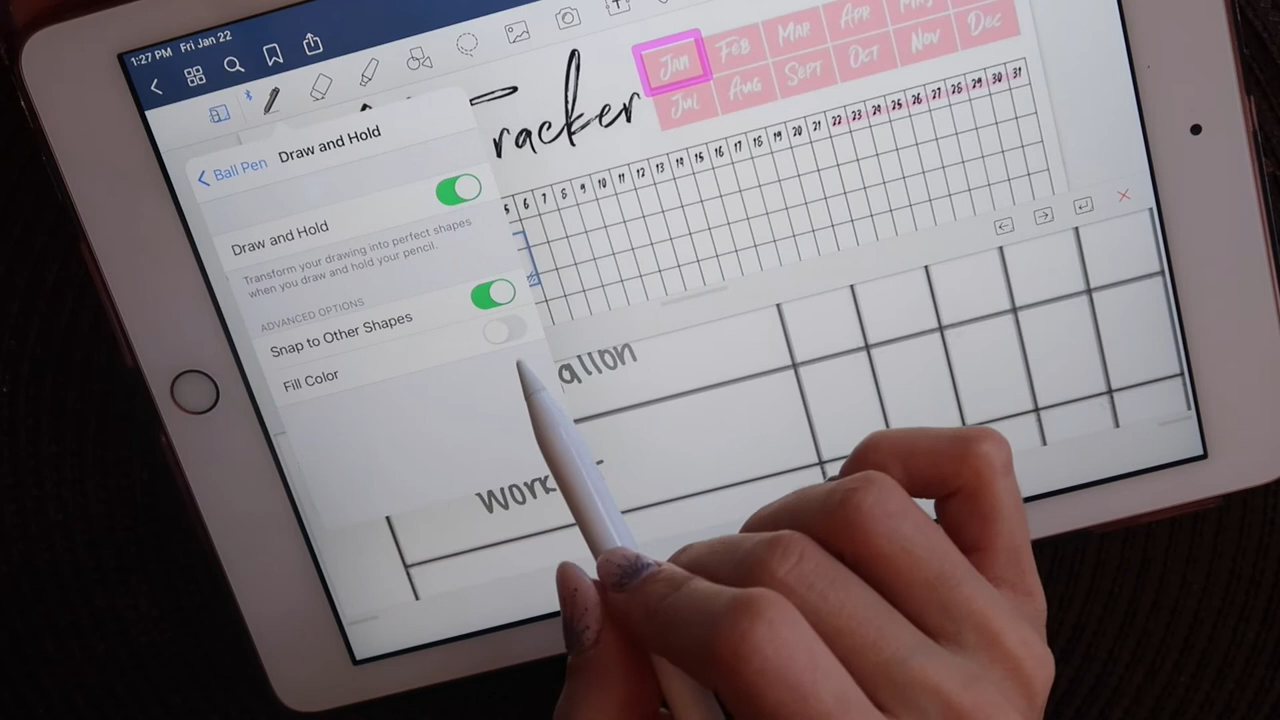 1:27 PM Fri Jan 22
Ball Pen Draw and Hold
Draw and Hold
Transform your drawing into perfect shapes
when you draw and hold your pencil.
ADVANCED OPTIONS
Snap to Other Shapes
Fill Color
racker
Jan Feb Mar Apr May
Jul Aug Sept Oct Nov Dec
5 6 7 8 9 10 11 12 13 14 15 16 17 18 19 20 21 22 23 24 25 26 27 28 29 30 31
allon
Work